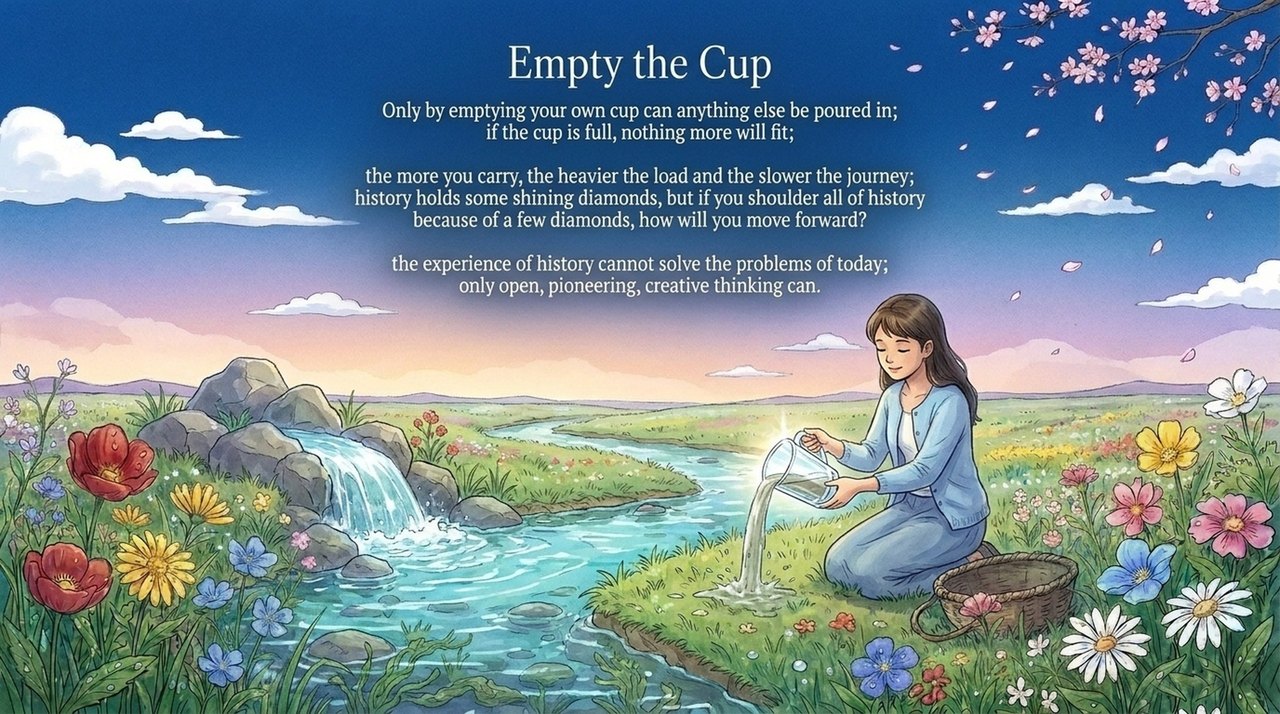 Empty the Cup
Only by emptying your own cup can anything else be poured in;
if the cup is full, nothing more will fit;
the more you carry, the heavier the load and the slower the journey;
history holds some shining diamonds, but if you shoulder all of history
because of a few diamonds, how will you move forward?
the experience of history cannot solve the problems of today;
only open, pioneering, creative thinking can.